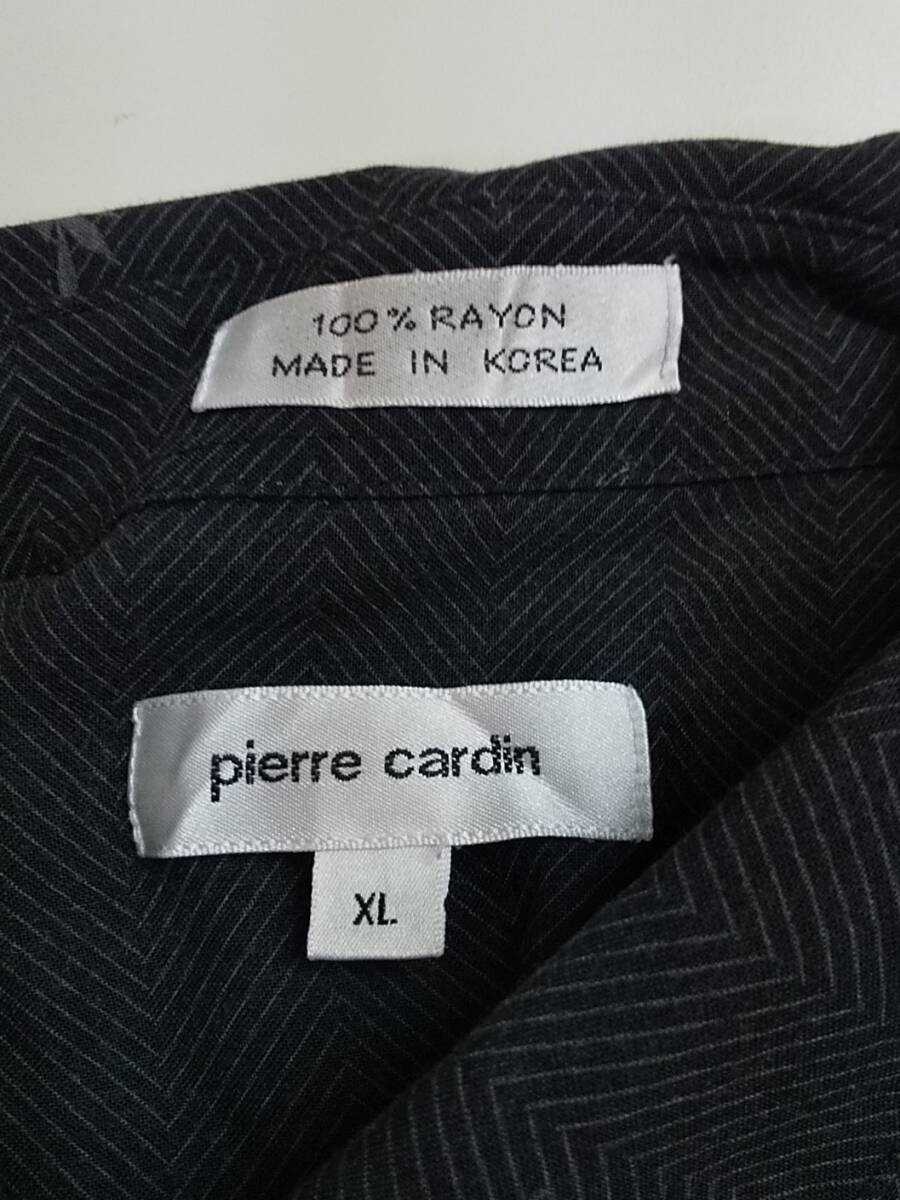 100% RAYON
MADE IN KOREA
pierre cardin
XL